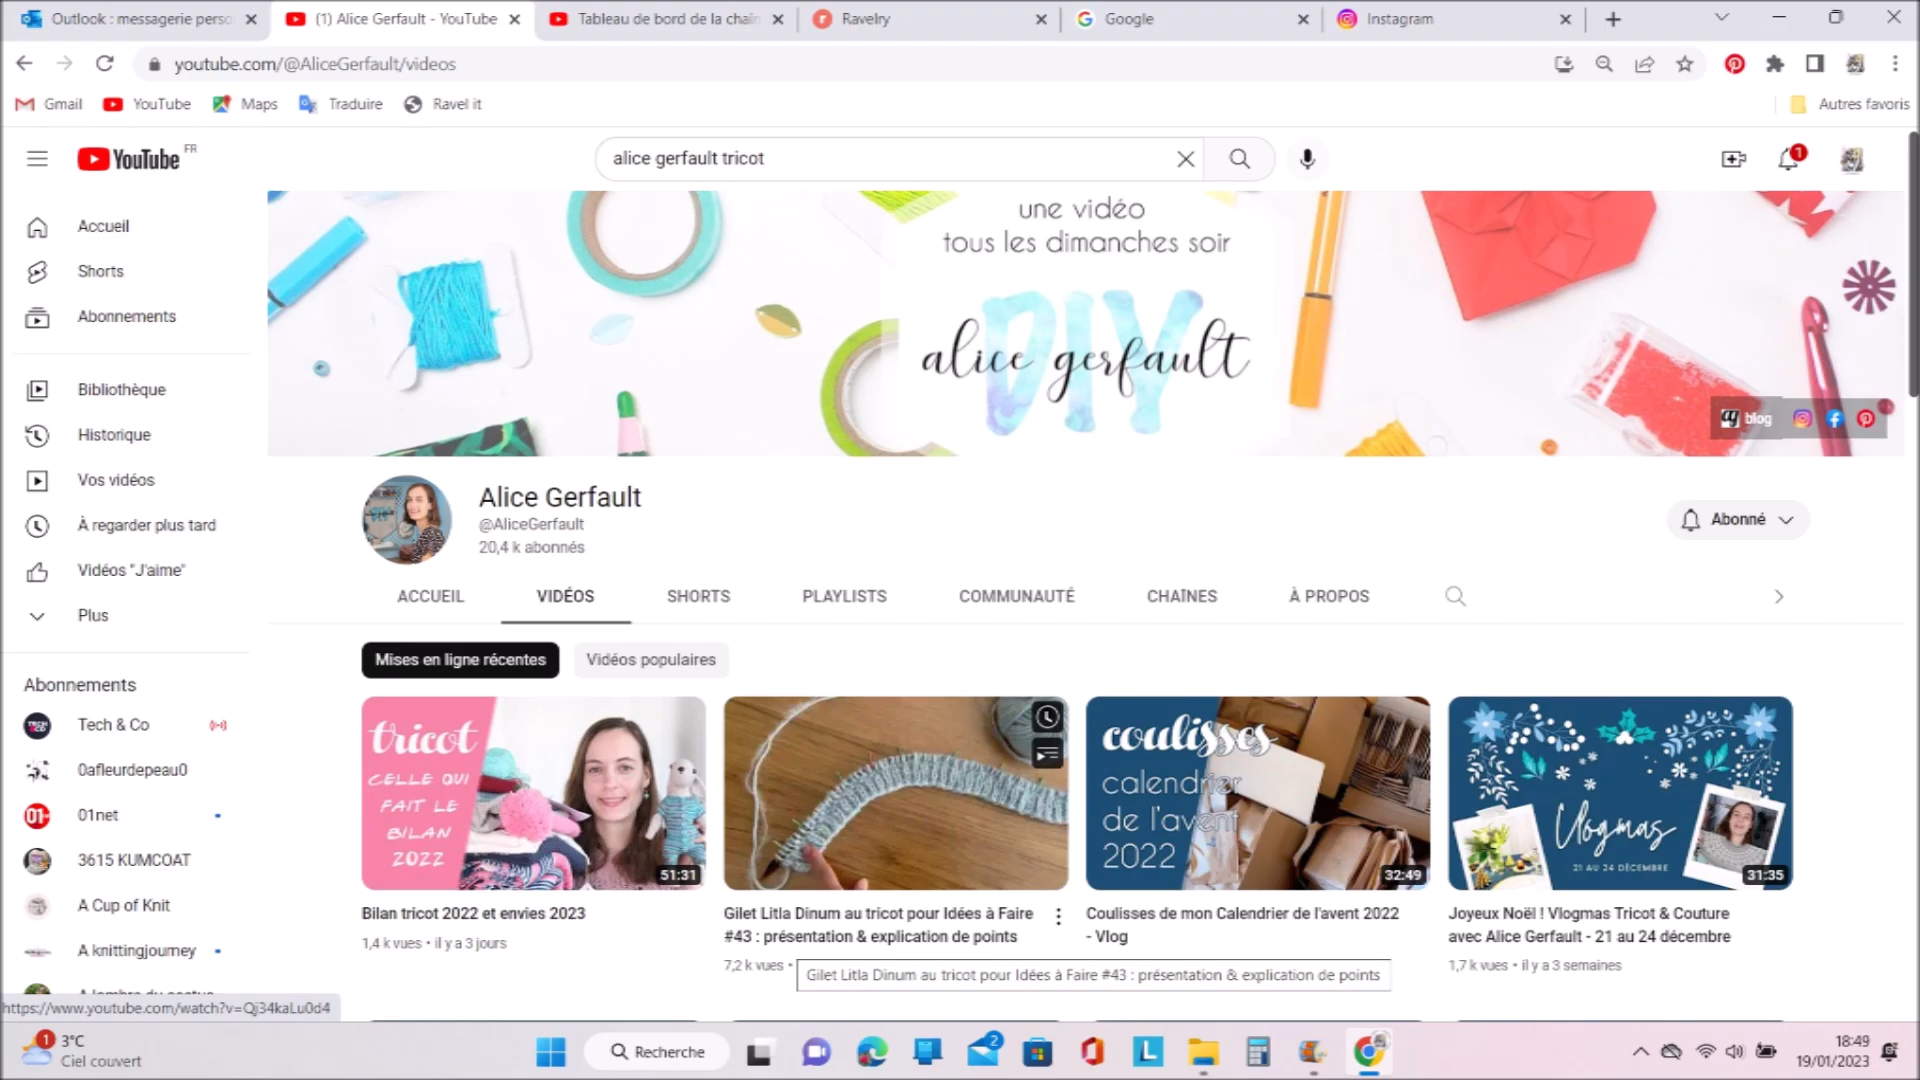 Outlook : messagerie perso
(1) Alice Gerfault - YouTube
Tableau de bord de la chaîn
Ravelry
Google
Instagram
youtube.com/@AliceGerfault/videos
Gmail
YouTube
Maps
Traduire
Ravel it
Autres favoris
YouTube FR
alice gerfault tricot
1
Accueil
Shorts
Abonnements
Bibliothèque
Historique
Vos vidéos
À regarder plus tard
Vidéos "J'aime"
Plus
Abonnements
Tech & Co
0afleurdepeau0
01net
3615 KUMCOAT
A Cup of Knit
A knittingjourney
https://www.youtube.com/watch?v=Qj34kaLu0d4
une vidéo
tous les dimanches soir
DIY
alice gerfault
blog
Alice Gerfault
@AliceGerfault
20,4 k abonnés
Abonné
ACCUEIL
VIDÉOS
SHORTS
PLAYLISTS
COMMUNAUTÉ
CHAÎNES
À PROPOS
Mises en ligne récentes
Vidéos populaires
tricot
CELLE QUI
FAIT LE
BILAN
2022
51:31
Bilan tricot 2022 et envies 2023
1,4 k vues • il y a 3 jours
Gilet Litla Dinum au tricot pour Idées à Faire
#43 : présentation & explication de points
7,2 k vues •
Gilet Litla Dinum au tricot pour Idées à Faire #43 : présentation & explication de points
coulisses
calendrier
de l'avent
2022
32:49
Coulisses de mon Calendrier de l'avent 2022
- Vlog
Vlogmas
21 AU 24 DÉCEMBRE
31:35
Joyeux Noël ! Vlogmas Tricot & Couture
avec Alice Gerfault - 21 au 24 décembre
1,7 k vues • il y a 3 semaines
1
3°C
Ciel couvert
Recherche
2
18:49
19/01/2023